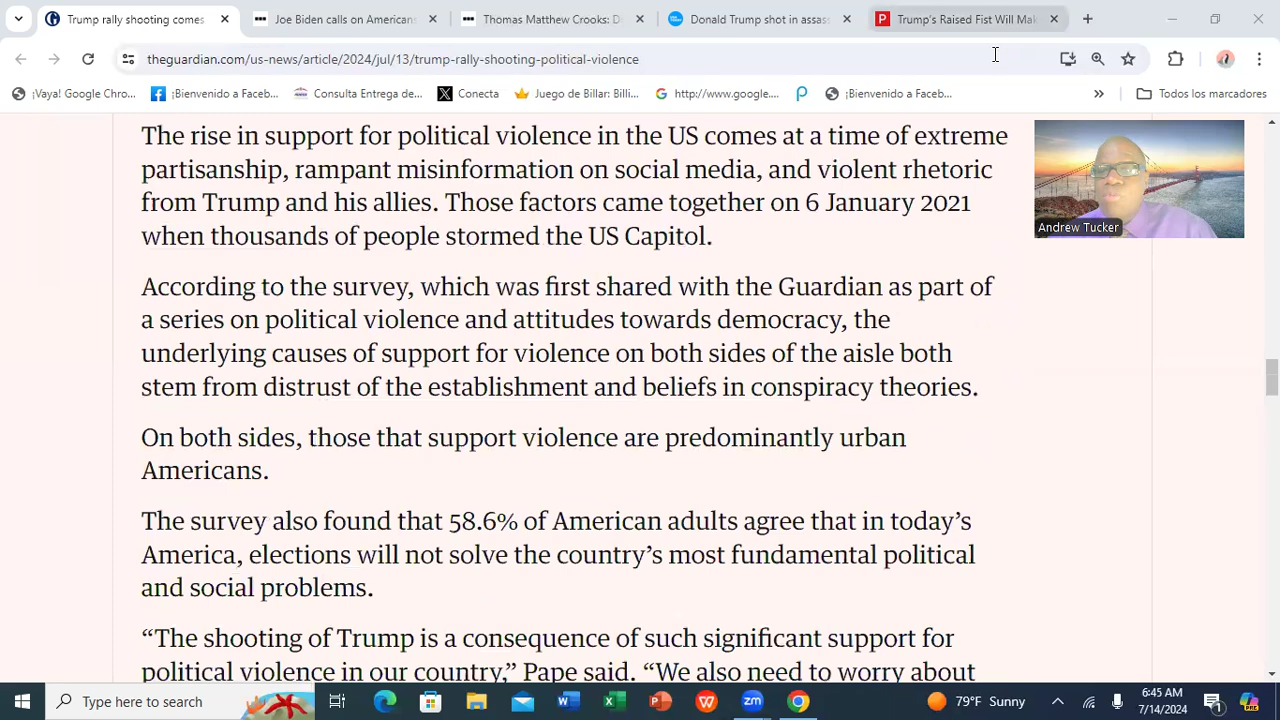 Trump rally shooting comes
Joe Biden calls on Americans
Thomas Matthew Crooks: D
Donald Trump shot in assas
Trump's Raised Fist Will Mak
theguardian.com/us-news/article/2024/jul/13/trump-rally-shooting-political-violence
¡Vaya! Google Chro...
¡Bienvenido a Faceb...
Consulta Entrega de...
Conecta
Juego de Billar: Billi...
http://www.google....
¡Bienvenido a Faceb...
»
Todos los marcadores
The rise in support for political violence in the US comes at a time of extreme
partisanship, rampant misinformation on social media, and violent rhetoric
from Trump and his allies. Those factors came together on 6 January 2021
when thousands of people stormed the US Capitol.
Andrew Tucker
According to the survey, which was first shared with the Guardian as part of
a series on political violence and attitudes towards democracy, the
underlying causes of support for violence on both sides of the aisle both
stem from distrust of the establishment and beliefs in conspiracy theories.
On both sides, those that support violence are predominantly urban
Americans.
The survey also found that 58.6% of American adults agree that in today's
America, elections will not solve the country's most fundamental political
and social problems.
“The shooting of Trump is a consequence of such significant support for
political violence in our country,” Pape said. “We also need to worry about
Type here to search
79°F Sunny
6:45 AM
7/14/2024